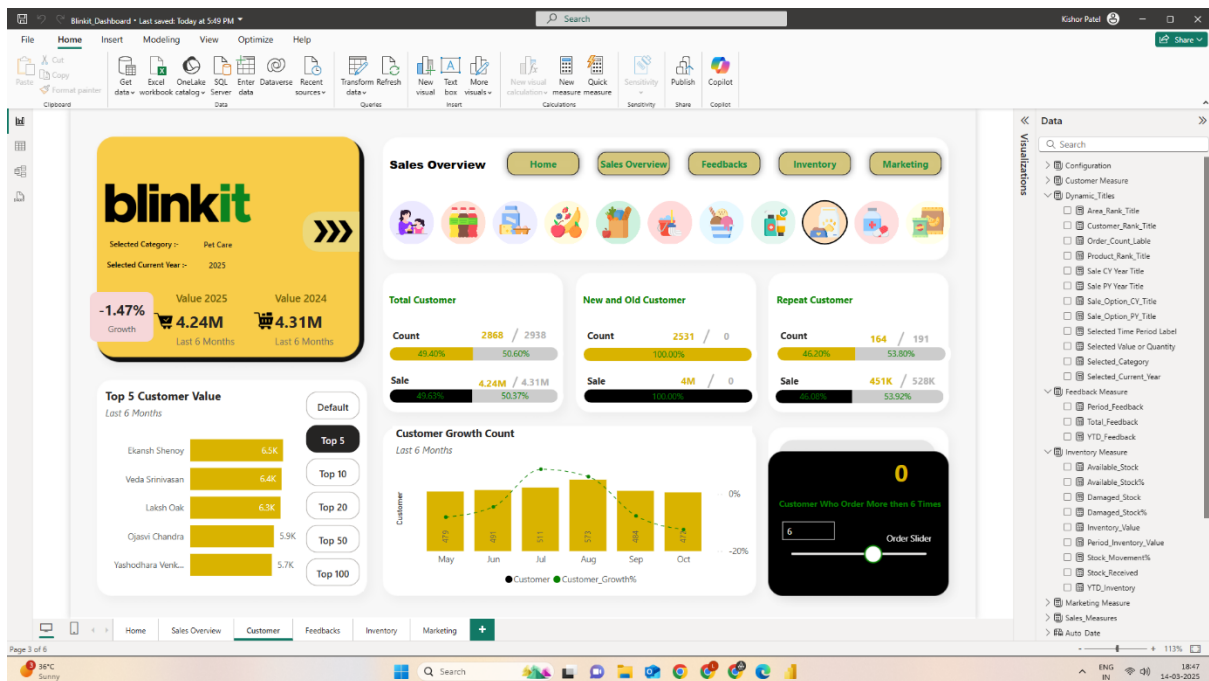 Blinkit_Dashboard • Last saved: Today at 5:49 PM
Search
Kishor Patel
File Home Insert Modeling View Optimize Help
Share
Paste
Cut
Copy
Format painter
Clipboard
Get data
Excel workbook
OneLake catalog
SQL Server
Enter data
Dataverse
Recent sources
Data
Transform data
Refresh
Queries
New visual
Text box
More visuals
Insert
New visual calculation
New measure
Quick measure
Calculations
Sensitivity
Sensitivity
Publish
Share
Copilot
Copilot
blinkit
Selected Category :- Pet Care
Selected Current Year :- 2025
-1.47%
Growth
Value 2025
4.24M
Last 6 Months
Value 2024
4.31M
Last 6 Months
Sales Overview
Home
Sales Overview
Feedbacks
Inventory
Marketing
Total Customer
Count 2868 / 2938
49.40% 50.60%
Sale 4.24M / 4.31M
49.63% 50.37%
New and Old Customer
Count 2531 / 0
100.00%
Sale 4M / 0
100.00%
Repeat Customer
Count 164 / 191
46.20% 53.80%
Sale 451K / 528K
46.08% 53.92%
Top 5 Customer Value
Last 6 Months
Ekansh Shenoy 6.5K
Veda Srinivasan 6.4K
Laksh Oak 6.3K
Ojasvi Chandra 5.9K
Yashodhara Venk... 5.7K
Default
Top 5
Top 10
Top 20
Top 50
Top 100
Customer Growth Count
Last 6 Months
Customer
479 491 511 573 484 473
0%
-20%
May Jun Jul Aug Sep Oct
Customer Customer_Growth%
0
Customer Who Order More then 6 Times
6
Order Slider
Visualizations
Data
Search
Configuration
Customer Measure
Dynamic_Titles
Area_Rank_Title
Customer_Rank_Title
Order_Count_Lable
Product_Rank_Title
Sale CY Year Title
Sale PY Year Title
Sale_Option_CY_Title
Sale_Option_PY_Title
Selected Time Period Label
Selected Value or Quantity
Selected_Category
Selected_Current_Year
Feedback Measure
Period_Feedback
Total_Feedback
YTD_Feedback
Inventory Measure
Available_Stock
Available_Stock%
Damaged_Stock
Damaged_Stock%
Inventory_Value
Period_Inventory_Value
Stock_Movement%
Stock_Received
YTD_Inventory
Marketing Measure
Sales_Measures
Auto Date
Home Sales Overview Customer Feedbacks Inventory Marketing
Page 3 of 6
113%
3
36°C
Sunny
Search
ENG
IN
18:47
14-03-2025